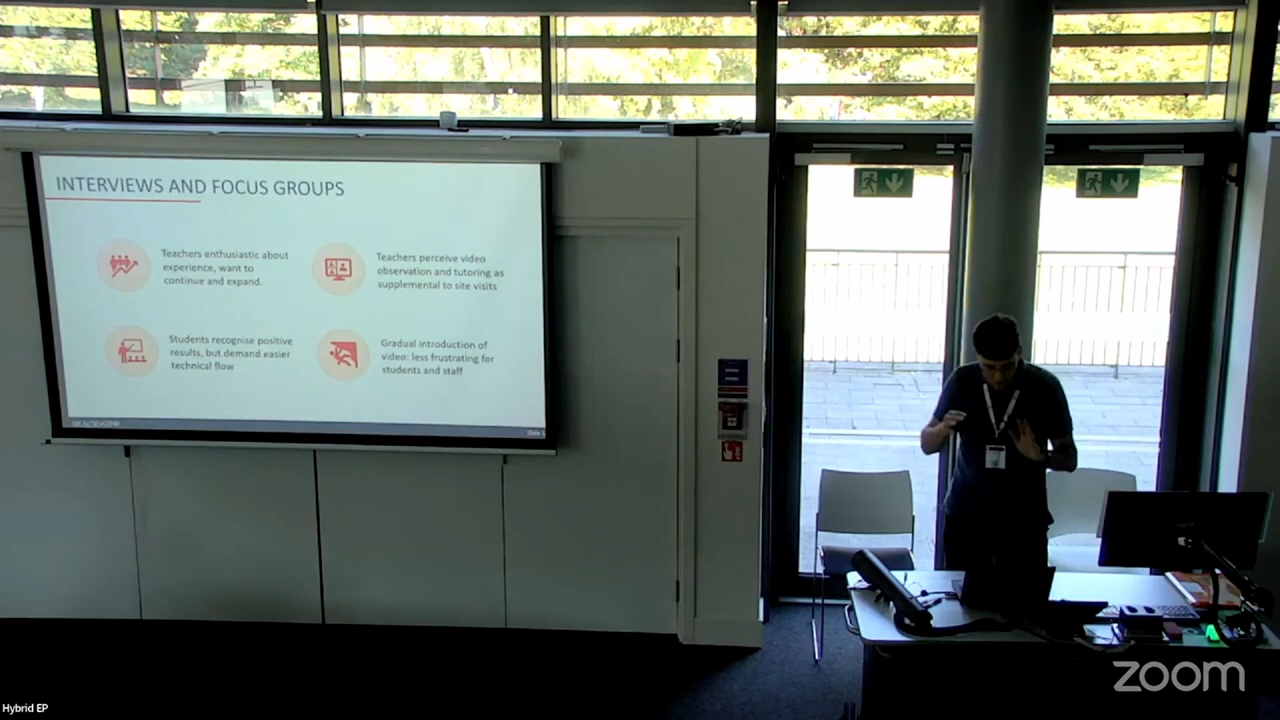 INTERVIEWS AND FOCUS GROUPS
Teachers enthusiastic about
experience, want to
continue and expand.
Teachers perceive video
observation and tutoring as
supplemental to site visits
Students recognise positive
results, but demand easier
technical flow
Gradual introduction of
video: less frustrating for
students and staff
zoom
Hybrid EP